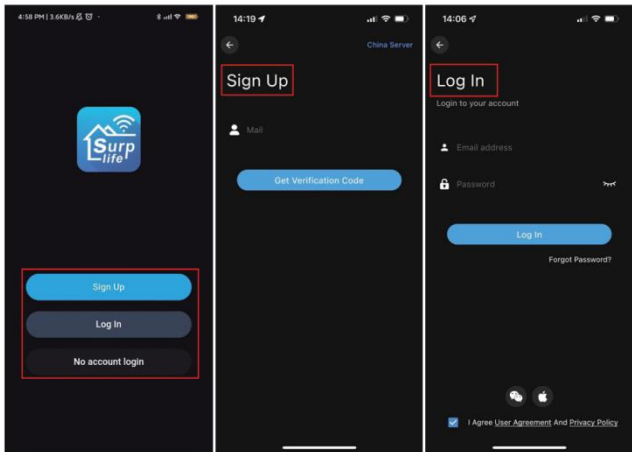 4:58 PM | 3.6KB/s
Surp
life
Sign Up
Log In
No account login
14:19
China Server
Sign Up
Mail
Get Verification Code
14:06
Log In
Login to your account
Email address
Password
Log In
Forgot Password?
I Agree User Agreement And Privacy Policy